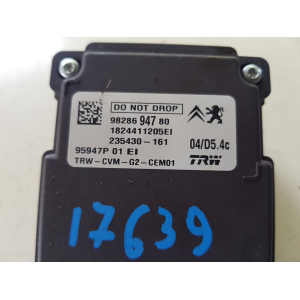 DO NOT DROP
98286 947 80
1824411205EI
235430 - 161
04/D5.4c
95947P 01 EI
TRW-CVM-G2-CEM01
TRW
17639